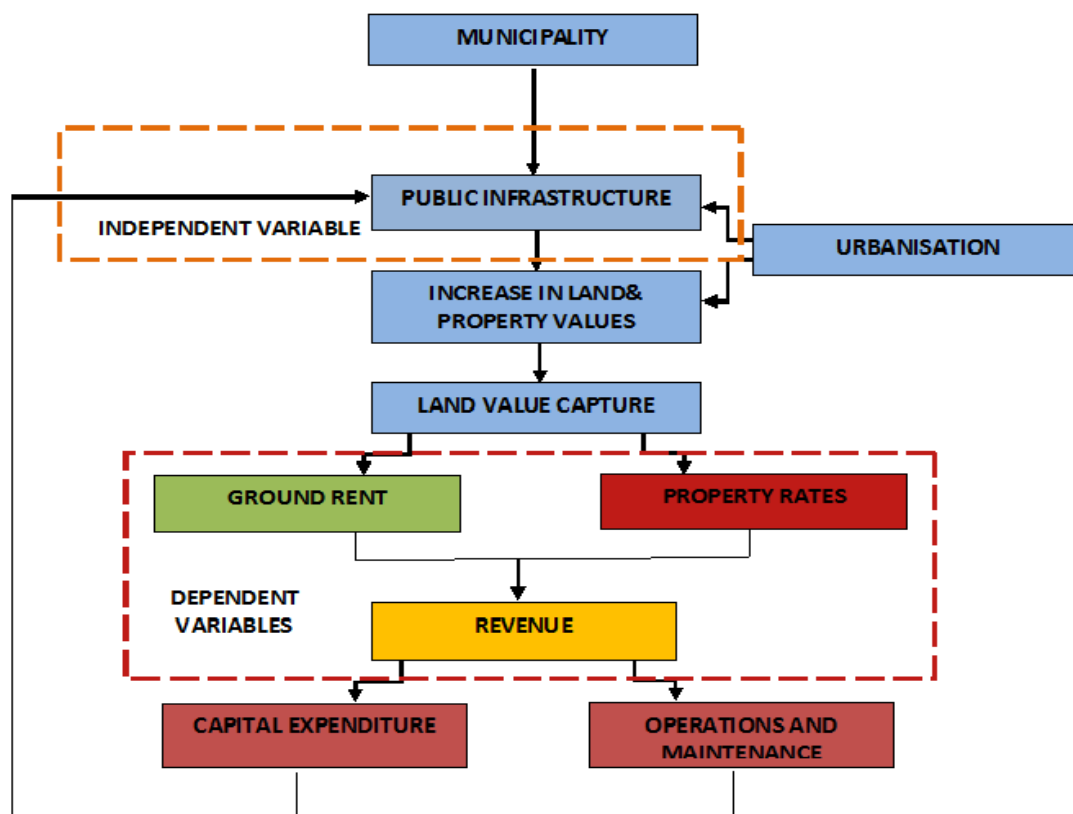 MUNICIPALITY
PUBLIC INFRASTRUCTURE
INDEPENDENT VARIABLE
URBANISATION
INCREASE IN LAND&
PROPERTY VALUES
LAND VALUE CAPTURE
GROUND RENT
PROPERTY RATES
DEPENDENT
VARIABLES
REVENUE
CAPITAL EXPENDITURE
OPERATIONS AND
MAINTENANCE